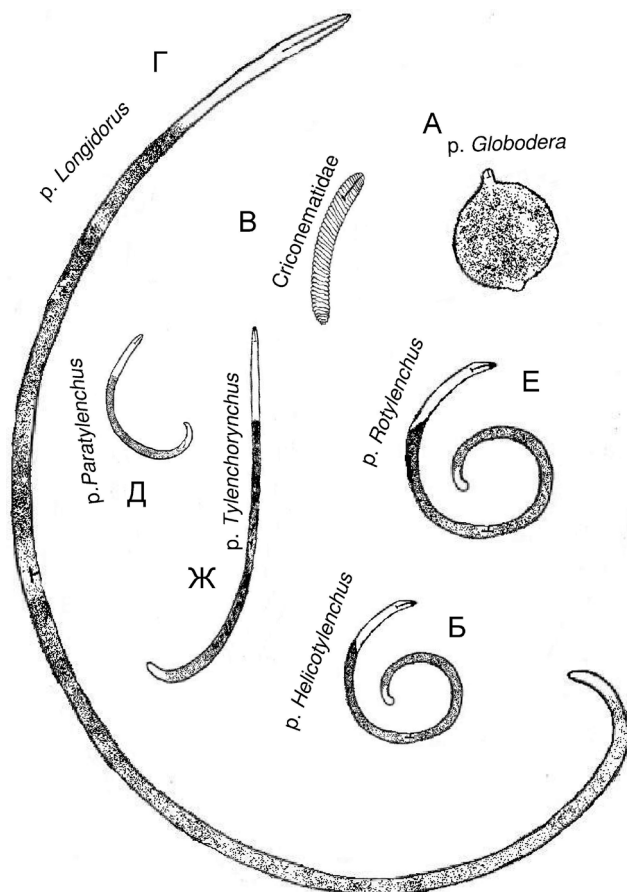 Г
р. Longidorus
А
р. Globodera
В
Criconematidae
р.Paratylenchus
Д
р. Tylenchorynchus
Ж
р. Rotylenchus
Е
р. Helicotylenchus
Б